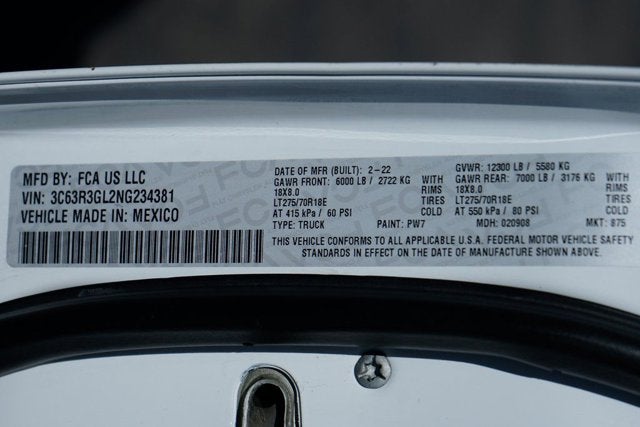 MFD BY: FCA US LLC
VIN: 3C63R3GL2NG234381
VEHICLE MADE IN: MEXICO
DATE OF MFR (BUILT): 2-22 GVWR: 12300 LB / 5580 KG
GAWR FRONT: 6000 LB / 2722 KG WITH GAWR REAR: 7000 LB / 3176 KG WITH
18X8.0 RIMS 18X8.0 RIMS
LT275/70R18E TIRES LT275/70R18E TIRES
AT 415 kPa / 60 PSI COLD AT 550 kPa / 80 PSI COLD
TYPE: TRUCK PAINT: PW7 MDH: 020908 MKT: 875
THIS VEHICLE CONFORMS TO ALL APPLICABLE U.S.A. FEDERAL MOTOR VEHICLE SAFETY
STANDARDS IN EFFECT ON THE DATE OF MANUFACTURE SHOWN ABOVE.